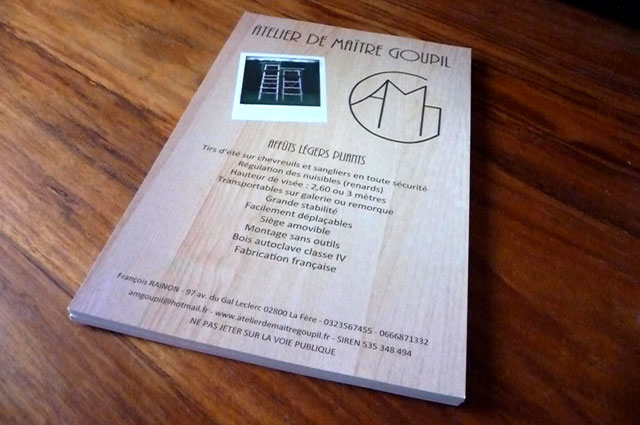 ATELIER DE MAÎTRE GOUPIL
AMG
AFFÛTS LÉGERS PLIANTS
Tirs d'été sur chevreuils et sangliers en toute sécurité
Régulation des nuisibles (renards)
Hauteur de visée : 2,60 ou 3 mètres
Transportables sur galerie ou remorque
Grande stabilité
Facilement déplaçables
Siège amovible
Montage sans outils
Bois autoclave classe IV
Fabrication française
François RAINON - 97 av. du Gal Leclerc 02800 La Fère - 0323567455 - 0666871332
amgoupil@hotmail.fr - www.atelierdemaitregoupil.fr - SIREN 535 348 494
NE PAS JETER SUR LA VOIE PUBLIQUE